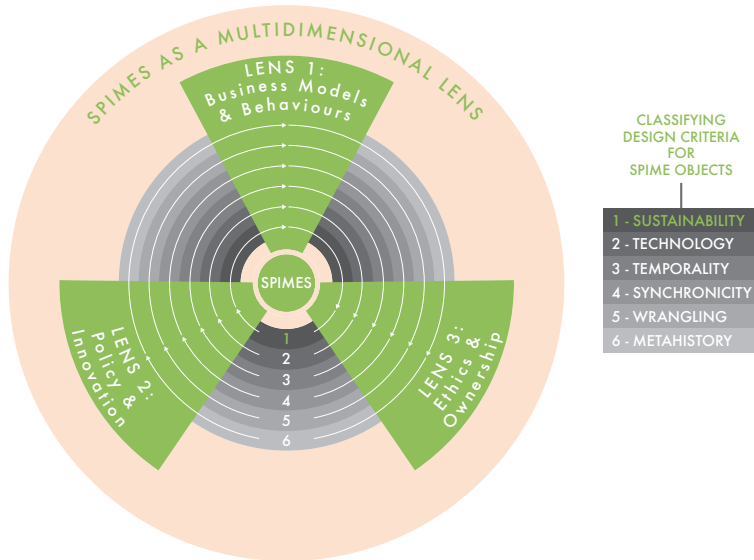 SPIMES AS A MULTIDIMENSIONAL LENS
LENS 1:
Business Models
& Behaviours
SPIMES
LENS 2:
Policy &
Innovation
LENS 3:
Ethics &
Ownership
1
2
3
4
5
6
CLASSIFYING
DESIGN CRITERIA
FOR
SPIME OBJECTS
1 - SUSTAINABILITY
2 - TECHNOLOGY
3 - TEMPORALITY
4 - SYNCHRONICITY
5 - WRANGLING
6 - METAHISTORY